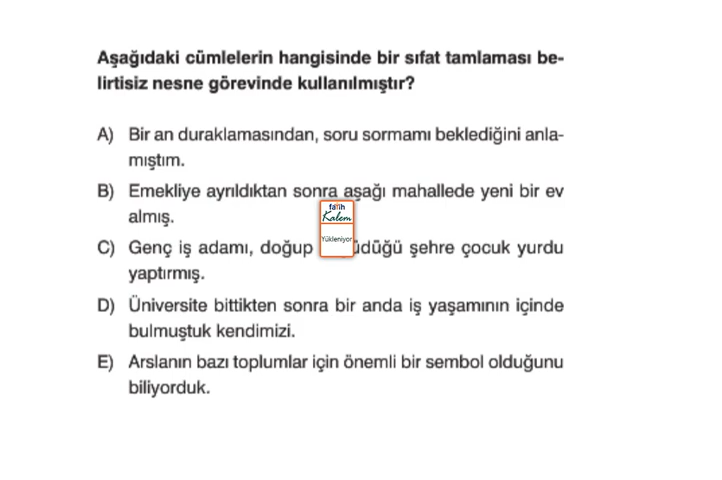 Aşağıdaki cümlelerin hangisinde bir sıfat tamlaması be-
lirtisiz nesne görevinde kullanılmıştır?
A) Bir an duraklamasından, soru sormamı beklediğini anla-
mıştım.
B) Emekliye ayrıldıktan sonra aşağı mahallede yeni bir ev
almış.
fatih
Kalem
Yükleniyor
C) Genç iş adamı, doğup üdüğü şehre çocuk yurdu
yaptırmış.
D) Üniversite bittikten sonra bir anda iş yaşamının içinde
bulmuştuk kendimizi.
E) Arslanın bazı toplumlar için önemli bir sembol olduğunu
biliyorduk.